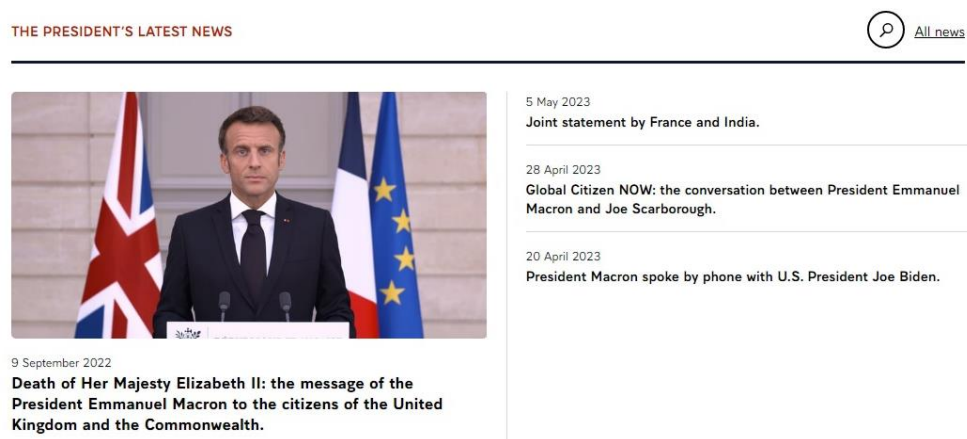 THE PRESIDENT'S LATEST NEWS
All news
9 September 2022
Death of Her Majesty Elizabeth II: the message of the
President Emmanuel Macron to the citizens of the United
Kingdom and the Commonwealth.
5 May 2023
Joint statement by France and India.
28 April 2023
Global Citizen NOW: the conversation between President Emmanuel
Macron and Joe Scarborough.
20 April 2023
President Macron spoke by phone with U.S. President Joe Biden.